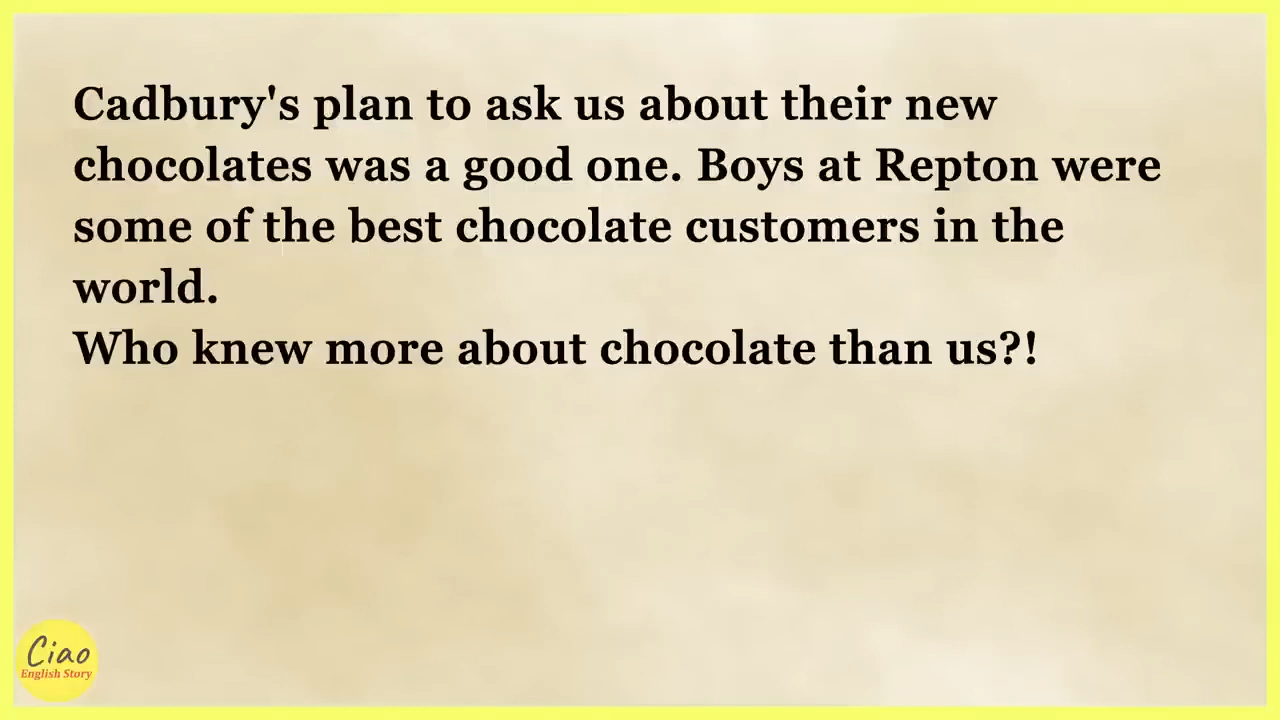 Cadbury's plan to ask us about their new
chocolates was a good one. Boys at Repton were
some of the best chocolate customers in the
world.
Who knew more about chocolate than us?!
Ciao
English Story